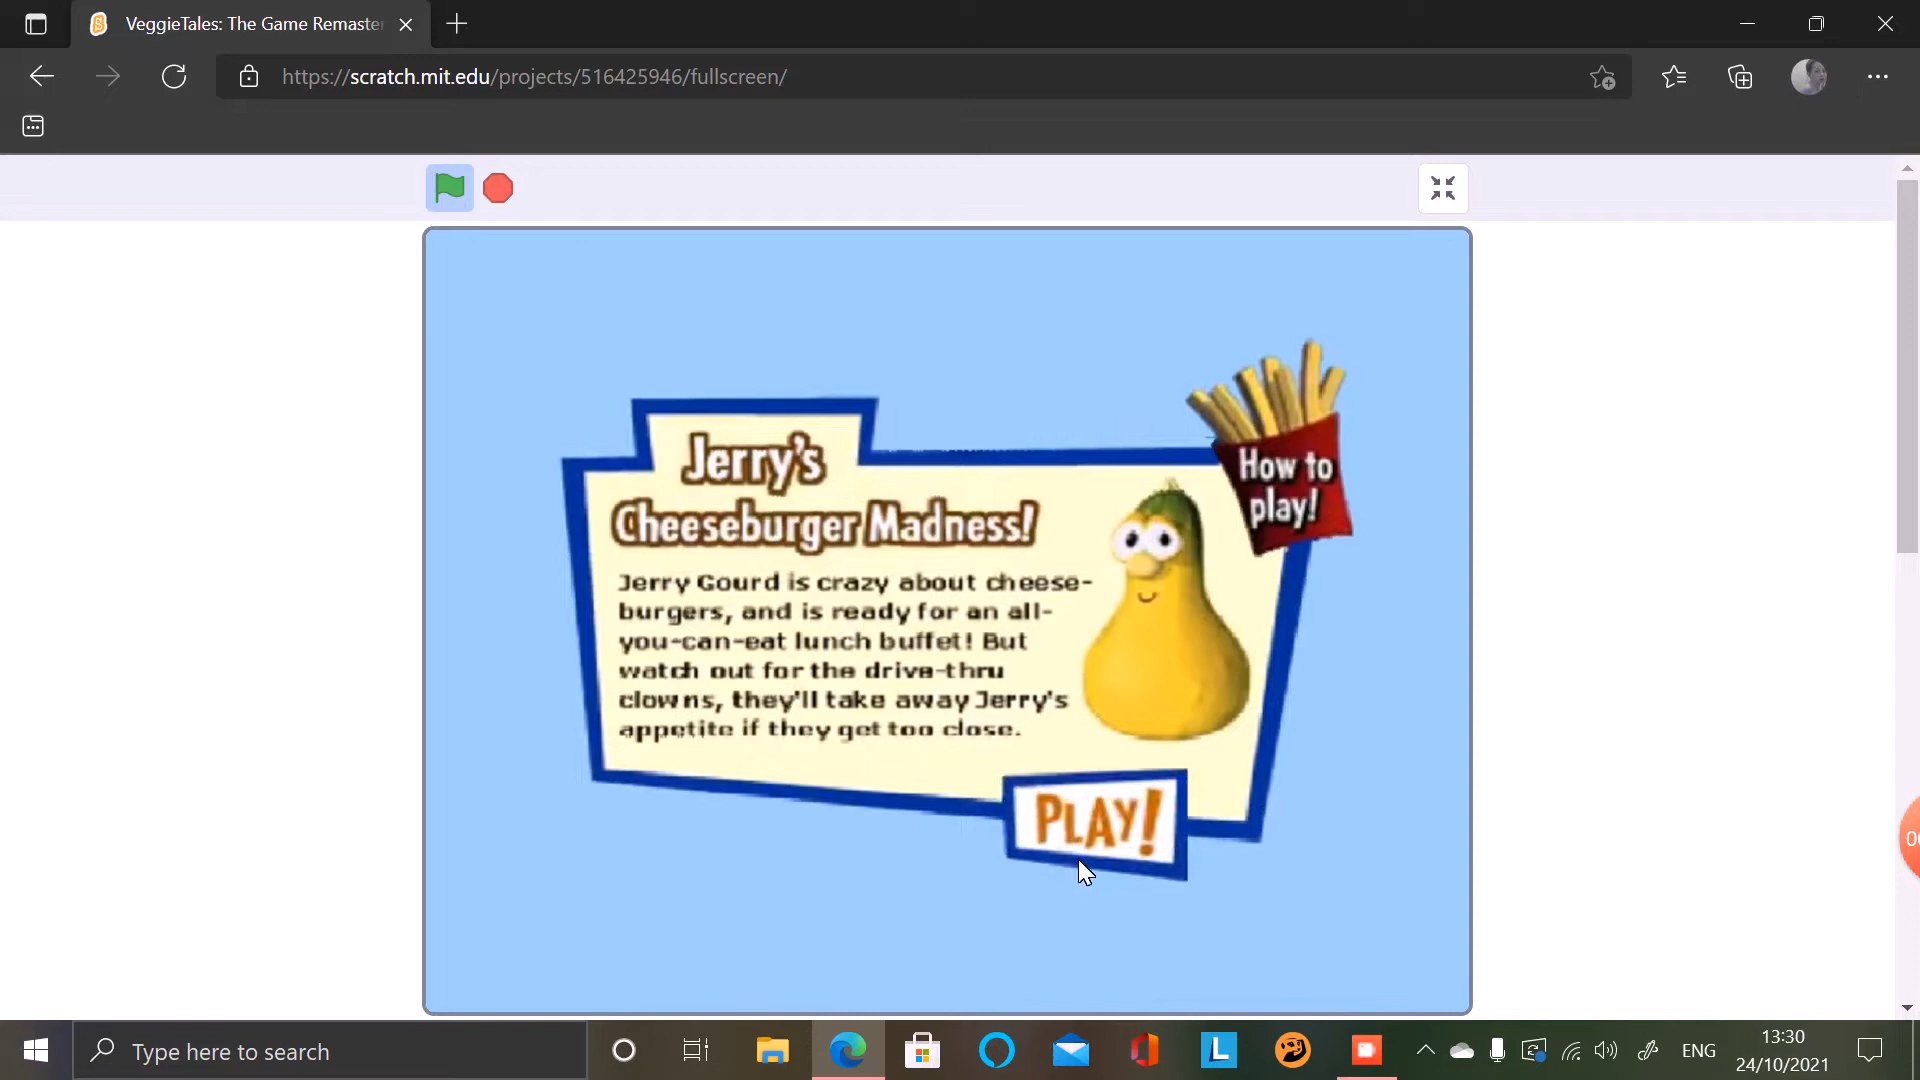 VeggieTales: The Game Remaster
https://scratch.mit.edu/projects/516425946/fullscreen/
How to
play!
Jerry's
Cheeseburger Madness!
Jerry Gourd is crazy about cheese-
burgers, and is ready for an all-
you-can-eat lunch buffet! But
watch out for the drive-thru
clowns, they'll take away Jerry's
appetite if they get too close.
PLAY!
00
Type here to search
L
ENG
13:30
24/10/2021